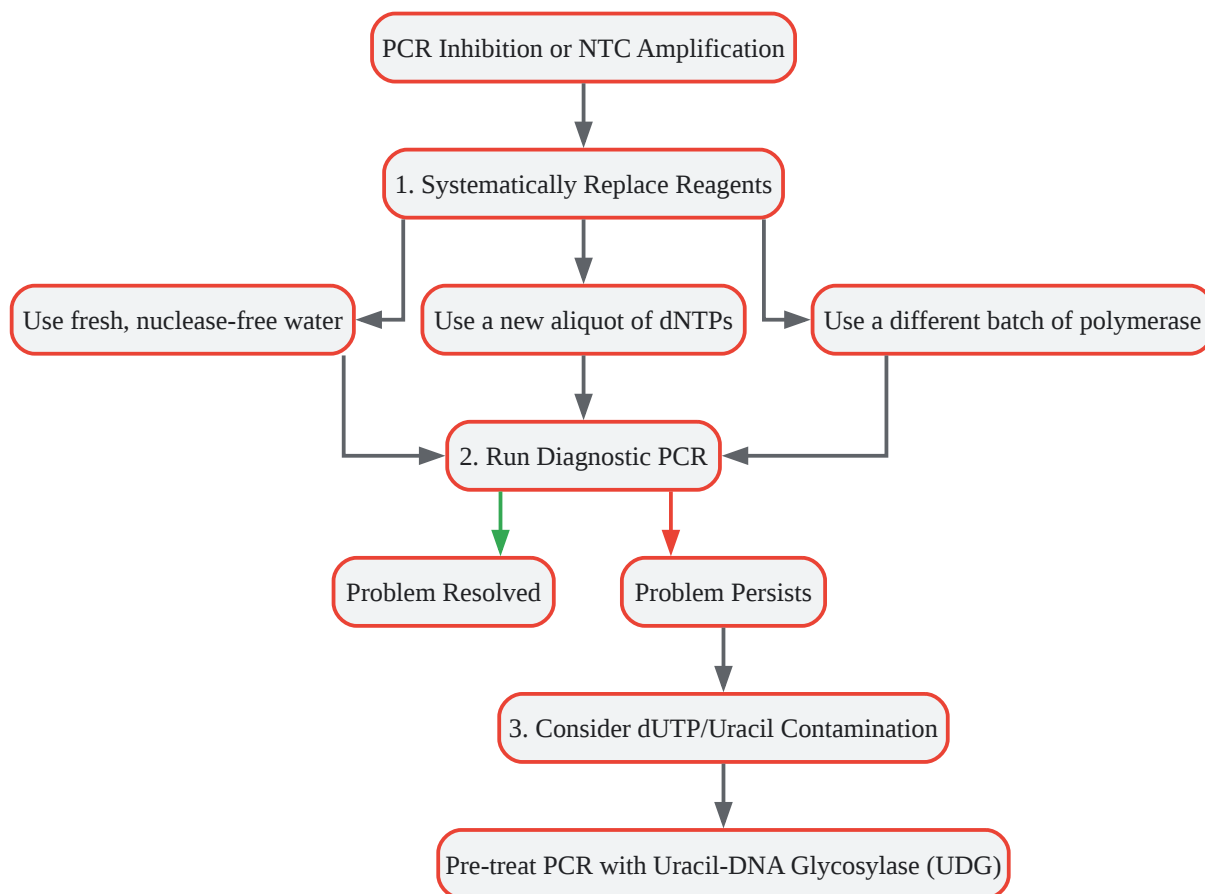 PCR Inhibition or NTC Amplification
1. Systematically Replace Reagents
Use fresh, nuclease-free water
Use a new aliquot of dNTPs
Use a different batch of polymerase
2. Run Diagnostic PCR
Problem Resolved
Problem Persists
3. Consider dUTP/Uracil Contamination
Pre-treat PCR with Uracil-DNA Glycosylase (UDG)